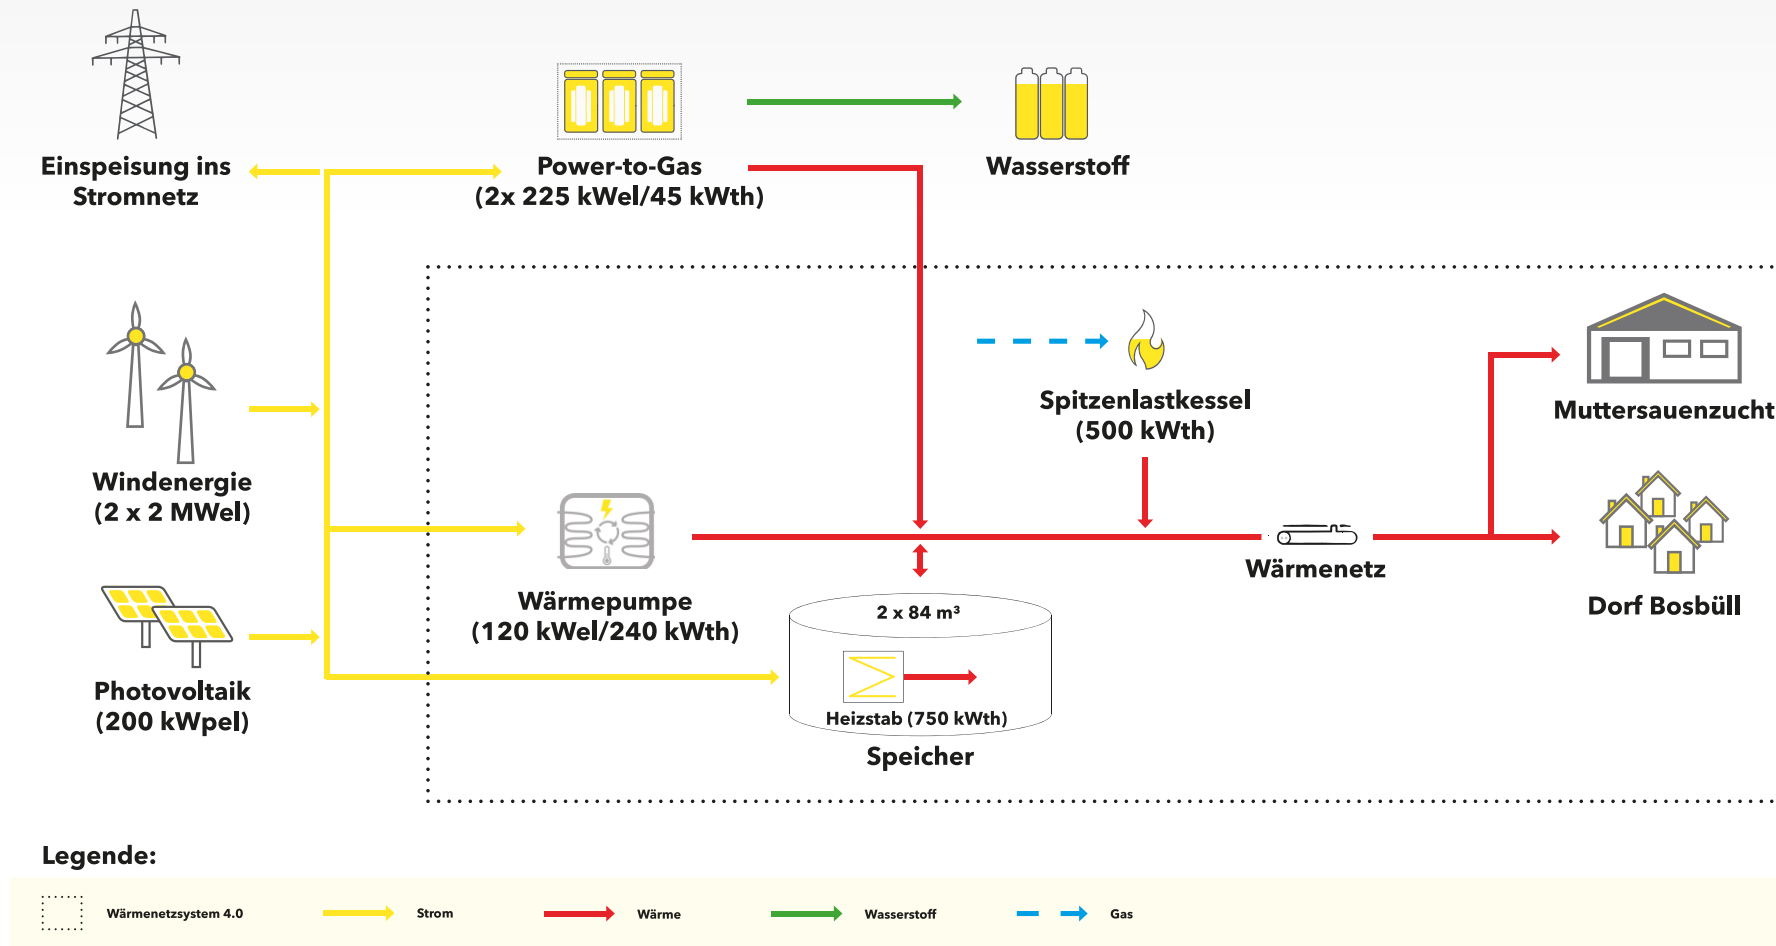 Einspeisung ins
Stromnetz
Power-to-Gas
(2x 225 kWel/45 kWth)
Wasserstoff
Windenergie
(2 x 2 MWel)
Photovoltaik
(200 kWpel)
Wärmepumpe
(120 kWel/240 kWth)
Spitzenlastkessel
(500 kWth)
2 x 84 m³
Heizstab (750 kWth)
Speicher
Wärmenetz
Muttersauenzucht
Dorf Bosbüll
Legende:
Wärmenetzsystem 4.0
Strom
Wärme
Wasserstoff
Gas